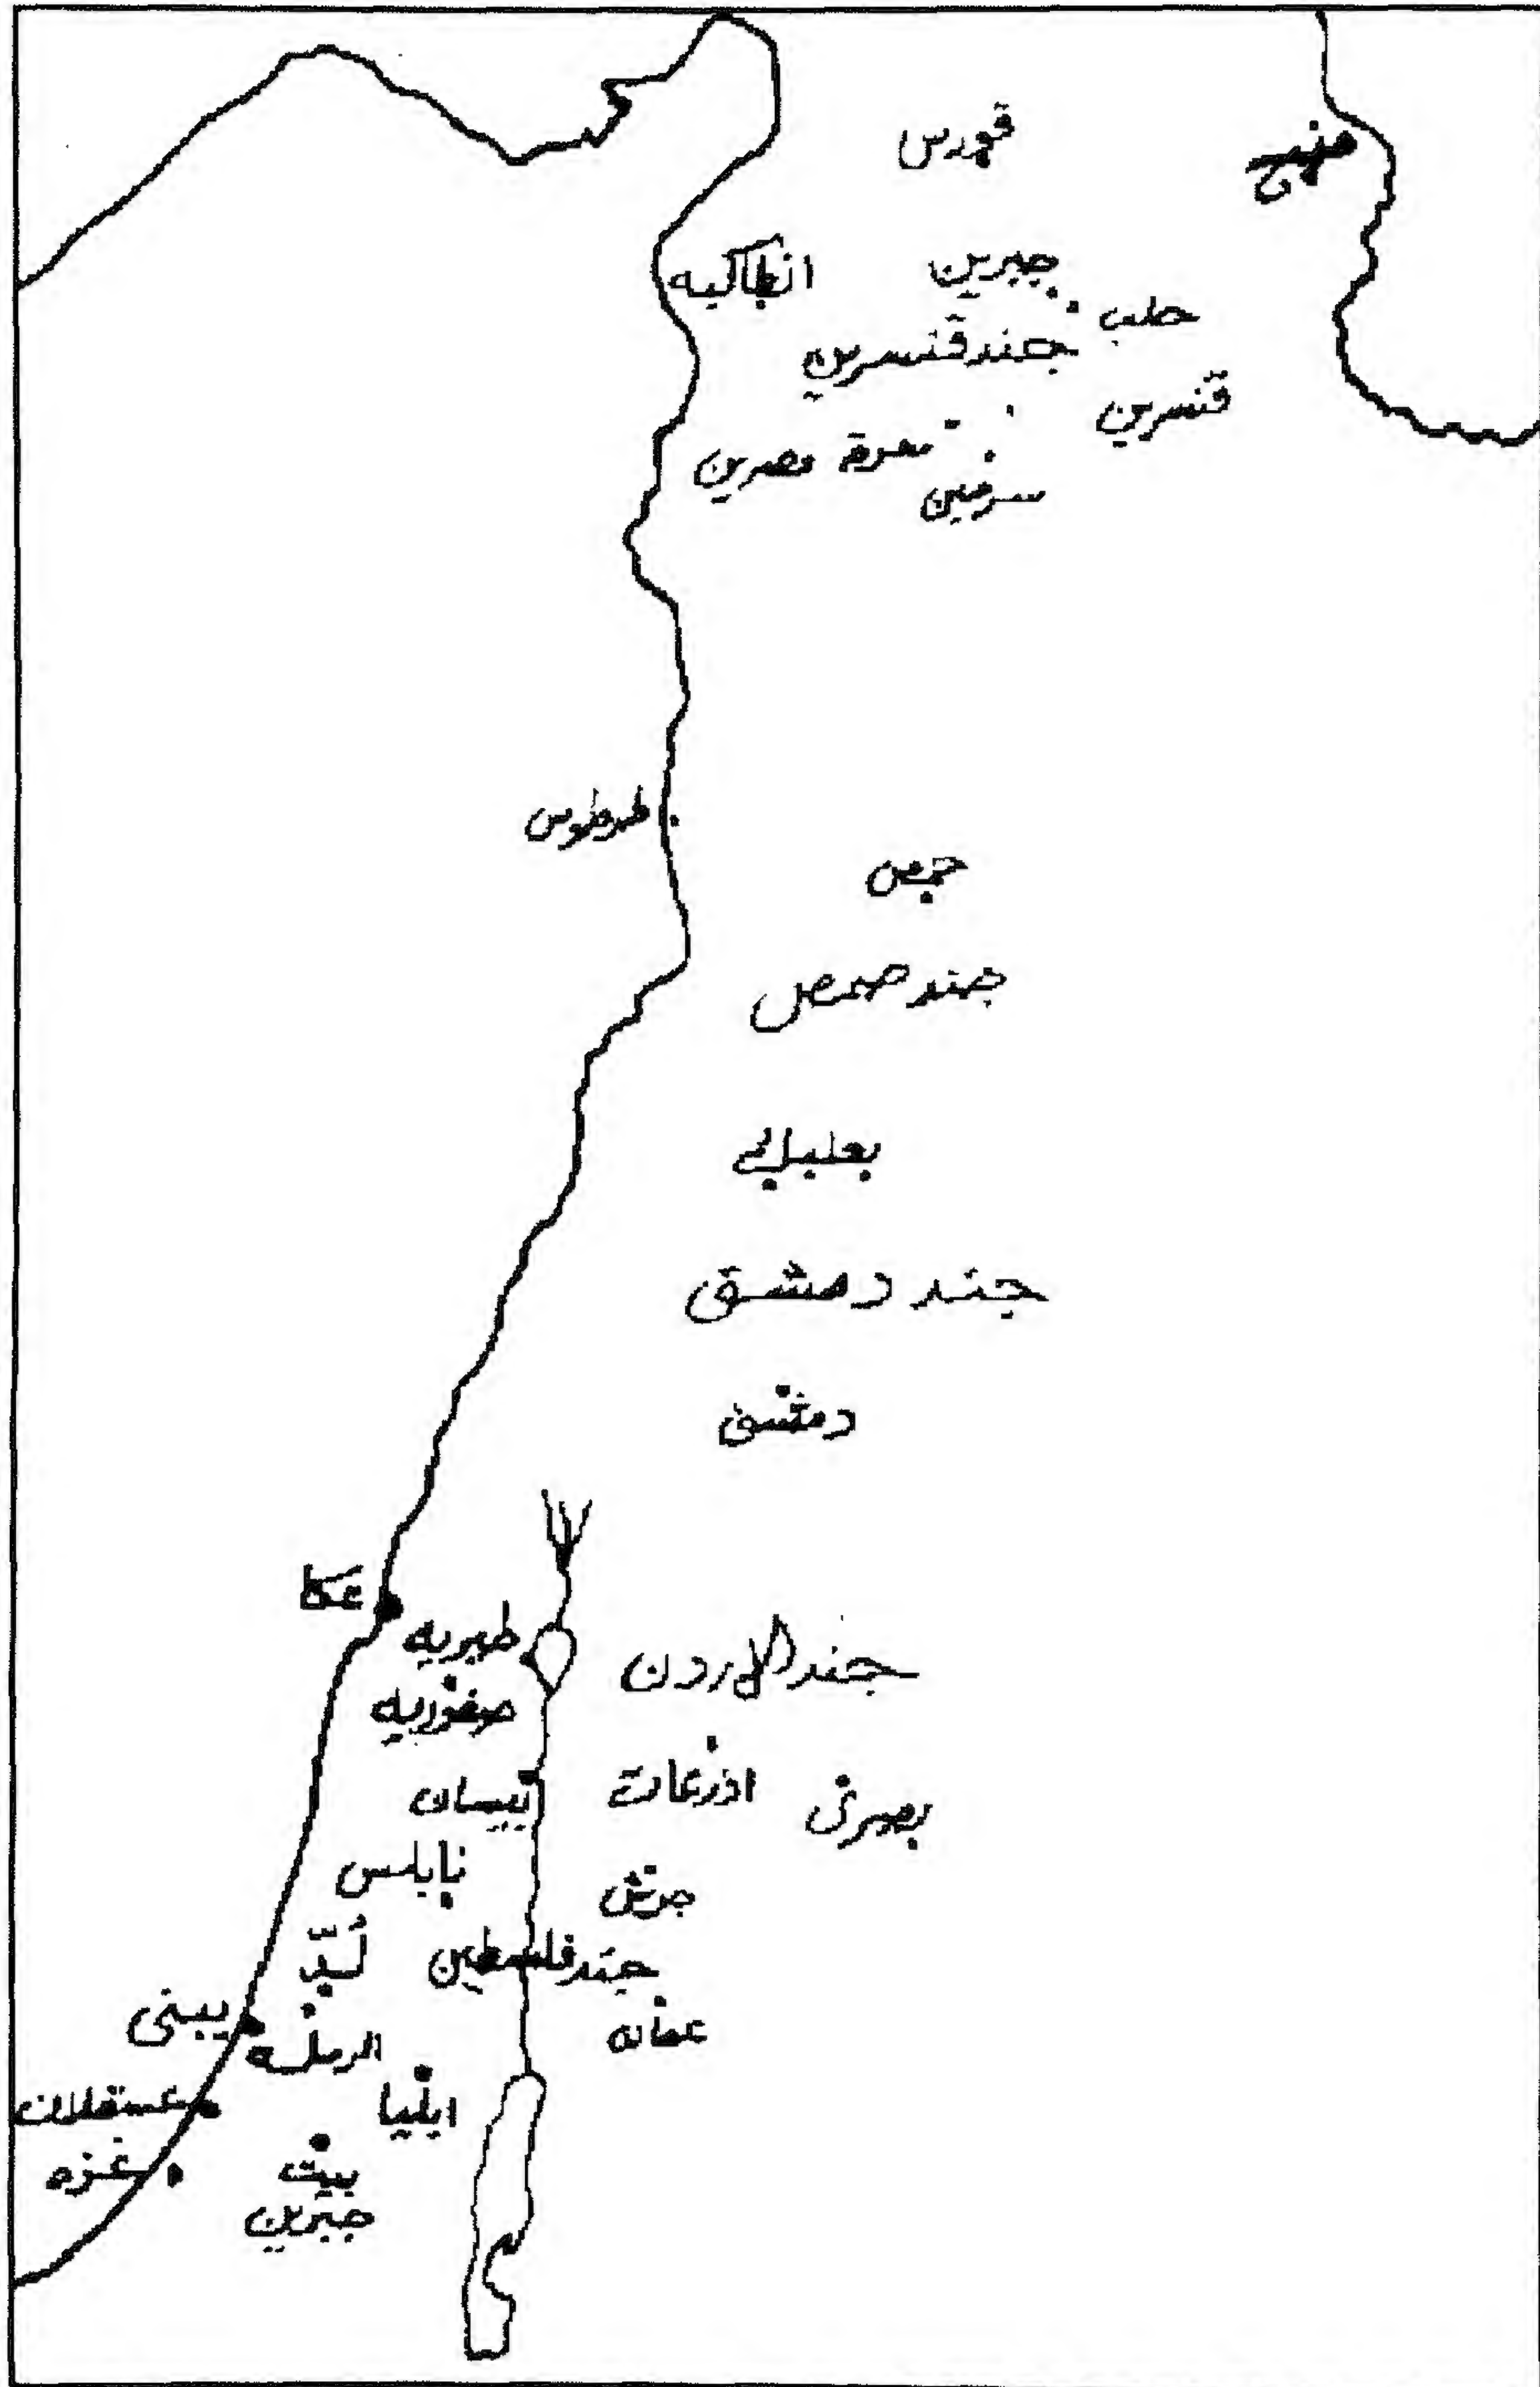 قورس
منبج
انطاكيه
جبرين
حلب
جند قنسرين
قنسرين
معرة مصرين
سرمين
طرطوس
حمص
جند حمص
بعلبك
جند دمشق
دمشق
عكا
طبريه
جند الاردن
صفوريه
اذرعات
بيسان
بصرى
نابلس
جرش
لُدّ
جند فلسطين
يبنى
عمان
الرمله
ايليا
عسقلان
غزه
بيت
جبرين